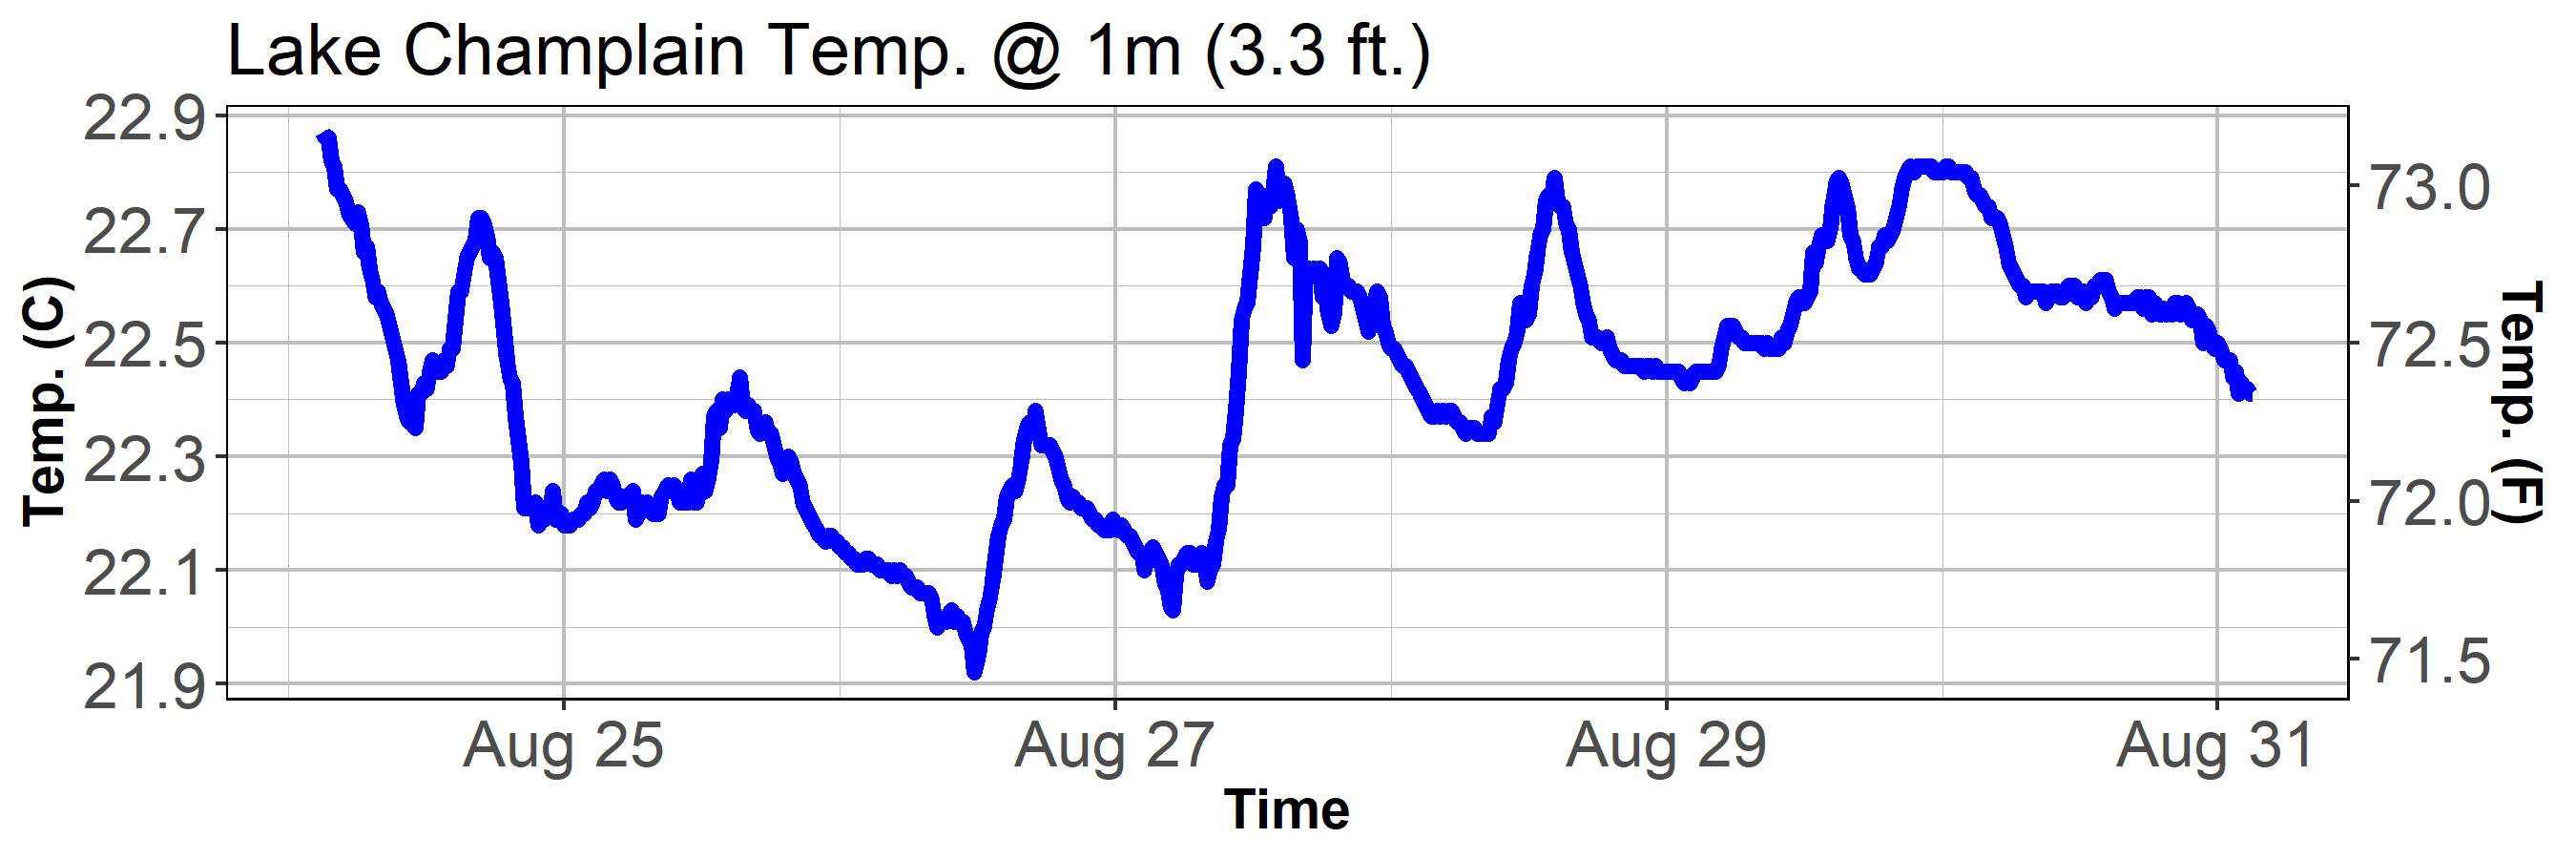 Lake Champlain Temp. @ 1m (3.3 ft.)
Temp. (C)
22.9
22.7
22.5
22.3
22.1
21.9
73.0
72.5
72.0
71.5
Temp. (F)
Aug 25
Aug 27
Aug 29
Aug 31
Time